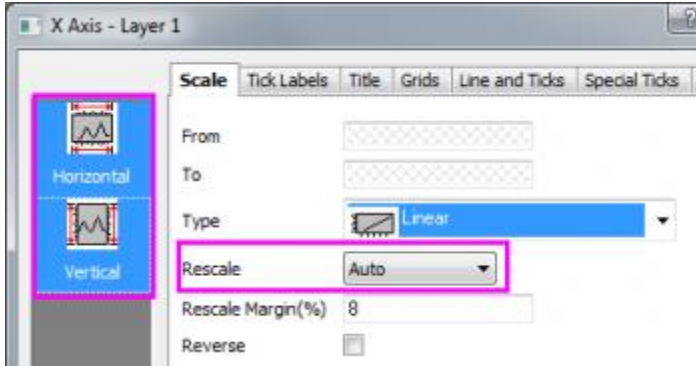 X Axis - Layer 1
Scale Tick Labels Title Grids Line and Ticks Special Ticks
Horizontal
Vertical
From
To
Type Linear
Rescale Auto
Rescale Margin(%) 8
Reverse